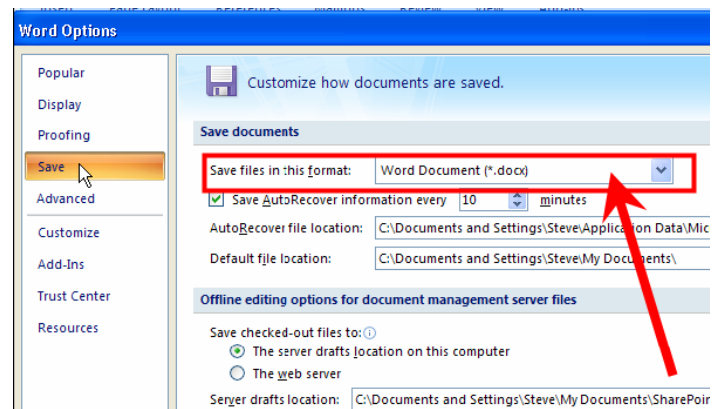 Word Options
Popular
Display
Proofing
Save
Advanced
Customize
Add-Ins
Trust Center
Resources
Customize how documents are saved.
Save documents
Save files in this format: Word Document (*.docx)
Save AutoRecover information every 10 minutes
AutoRecover file location: C:\Documents and Settings\Steve\Application Data\Mic
Default file location: C:\Documents and Settings\Steve\My Documents\
Offline editing options for document management server files
Save checked-out files to:
The server drafts location on this computer
The web server
Server drafts location: C:\Documents and Settings\Steve\My Documents\SharePoin